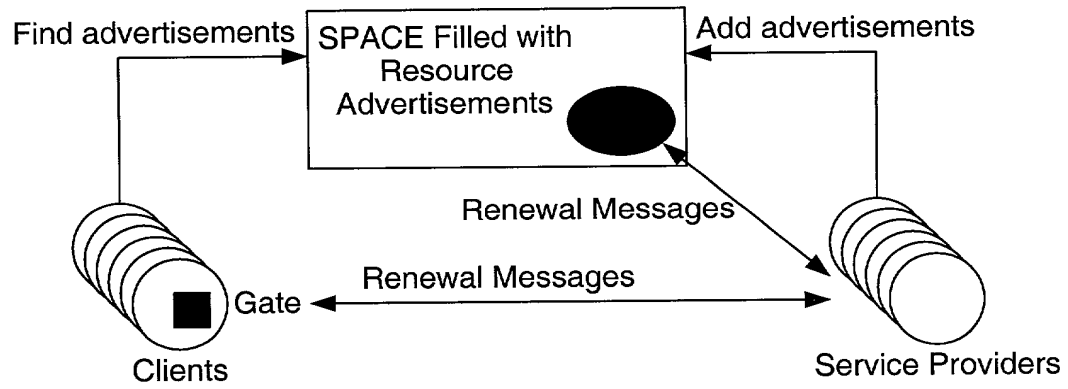 Find advertisements
SPACE Filled with
Resource
Advertisements
Add advertisements
Renewal Messages
Renewal Messages
Gate
Clients
Service Providers